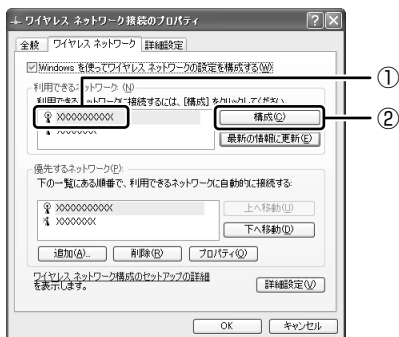 ワイヤレス ネットワーク接続のプロパティ
全般 ワイヤレス ネットワーク 詳細設定
Windows を使ってワイヤレス ネットワークの設定を構成する(W)
①
利用できるネットワーク(N)
利用できるネットワークに接続するには、[構成] をクリックしてください。
XXXXXXXXXX 構成(C)
②
XXXXXXX 最新の情報に更新(E)
優先するネットワーク(P):
下の一覧にある順番で、利用できるネットワークに自動的に接続する:
XXXXXXXXXX 上へ移動(U)
XXXXXXX 下へ移動(D)
追加(A)... 削除(R) プロパティ(O)
ワイヤレス ネットワーク構成のセットアップの詳細
を表示します。 詳細設定(V)
OK キャンセル